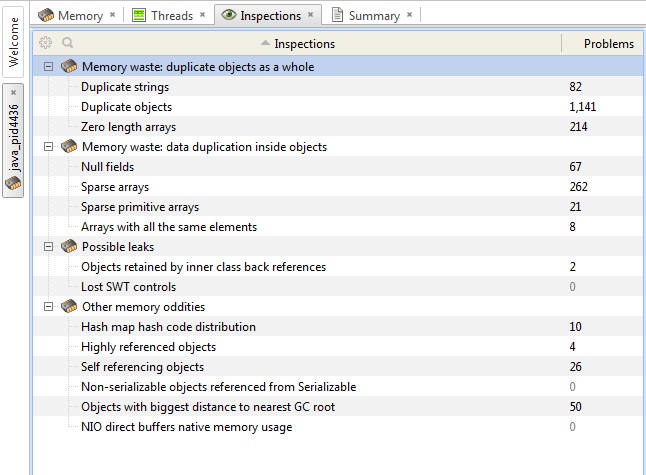 Memory × Threads × Inspections × Summary ×
Welcome
java_pid4436 ×
Inspections Problems
Memory waste: duplicate objects as a whole
Duplicate strings 82
Duplicate objects 1,141
Zero length arrays 214
Memory waste: data duplication inside objects
Null fields 67
Sparse arrays 262
Sparse primitive arrays 21
Arrays with all the same elements 8
Possible leaks
Objects retained by inner class back references 2
Lost SWT controls 0
Other memory oddities
Hash map hash code distribution 10
Highly referenced objects 4
Self referencing objects 26
Non-serializable objects referenced from Serializable 0
Objects with biggest distance to nearest GC root 50
NIO direct buffers native memory usage 0